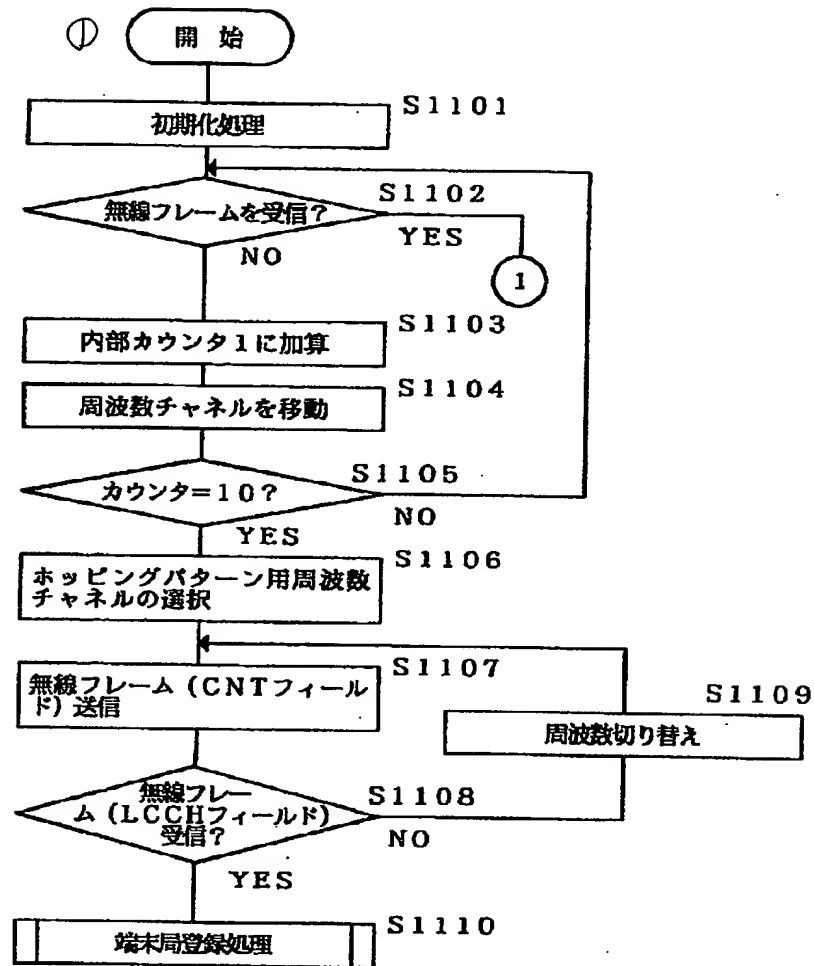 ①
開 始
S1101
初期化処理
S1102
無線フレームを受信？
YES
NO
1
S1103
内部カウンタ1に加算
S1104
周波数チャネルを移動
S1105
カウンタ=10？
NO
YES
S1106
ホッピングパターン用周波数
チャネルの選択
S1107
無線フレーム（CNTフィール
ド）送信
S1109
周波数切り替え
無線フレー
ム（LCCHフィールド）
受信？
S1108
NO
YES
S1110
端末局登録処理